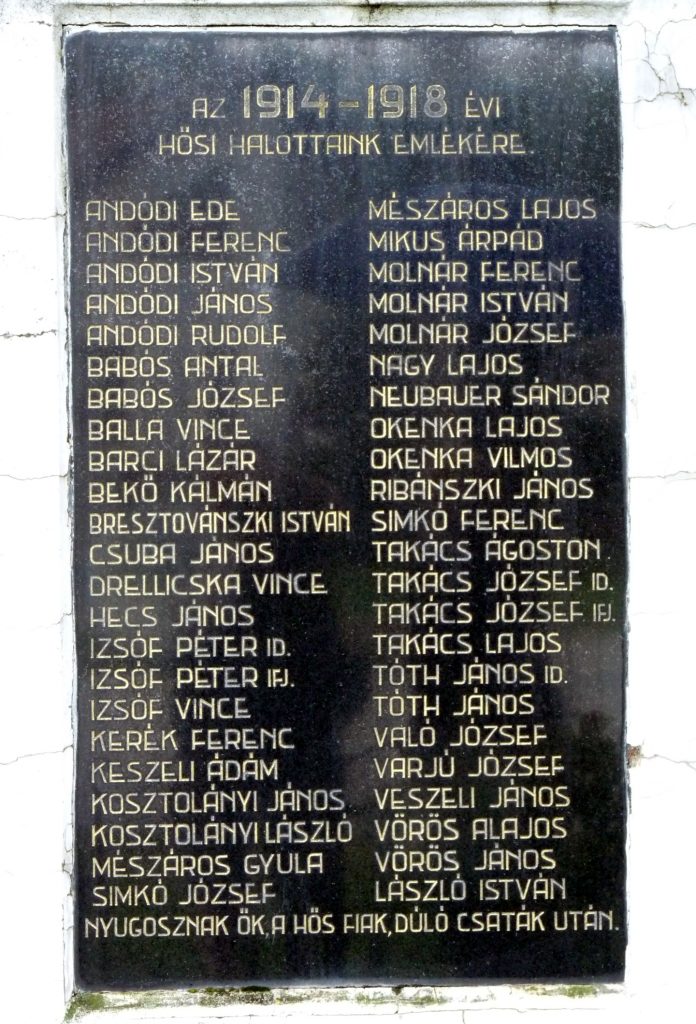 AZ 1914-1918 ÉVI
HŐSI HALOTTAINK EMLÉKÉRE.
ANDÓDI EDE
ANDÓDI FERENC
ANDÓDI ISTVÁN
ANDÓDI JÁNOS
ANDÓDI RUDOLF
BABÓS ANTAL
BABÓS JÓZSEF
BALLA VINCE
BARCI LÁZÁR
BEKŐ KÁLMÁN
BRESZTOVÁNSZKI ISTVÁN
CSUBA JÁNOS
DRELLICSKA VINCE
HECS JÁNOS
IZSÓF PÉTER ID.
IZSÓF PÉTER IFJ.
IZSÓF VINCE
KERÉK FERENC
KESZELI ÁDÁM
KOSZTOLÁNYI JÁNOS
KOSZTOLÁNYI LÁSZLÓ
MÉSZÁROS GYULA
SIMKÓ JÓZSEF
MÉSZÁROS LAJOS
MIKUS ÁRPÁD
MOLNÁR FERENC
MOLNÁR ISTVÁN
MOLNÁR JÓZSEF
NAGY LAJOS
NEUBAUER SÁNDOR
OKENKA LAJOS
OKENKA VILMOS
RIBÁNSZKI JÁNOS
SIMKÓ FERENC
TAKÁCS ÁGOSTON.
TAKÁCS JÓZSEF ID.
TAKÁCS JÓZSEF IFJ.
TAKÁCS LAJOS
TÓTH JÁNOS ID.
TÓTH JÁNOS
VALÓ JÓZSEF
VARJÚ JÓZSEF
VESZELI JÁNOS
VÖRÖS ALAJOS
VÖRÖS JÁNOS
LÁSZLÓ ISTVÁN
NYUGOSZNAK ŐK, A HŐS FIAK, DÚLÓ CSATÁK UTÁN.